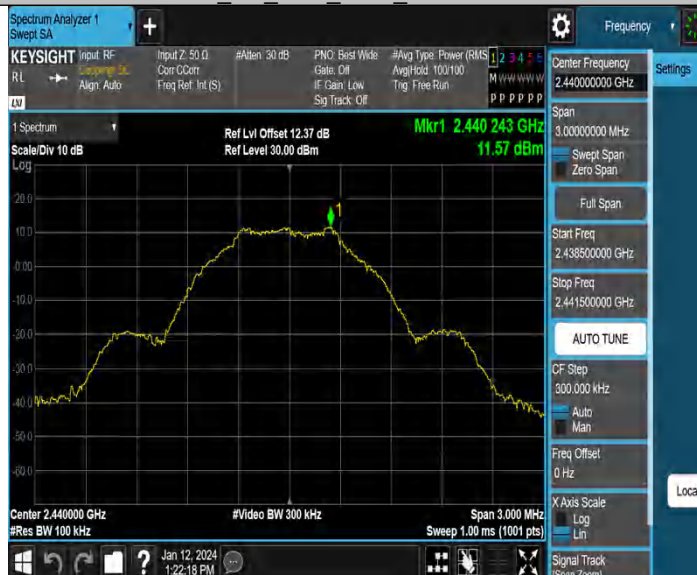 Spectrum Analyzer 1
Swept SA
+
Frequency
KEYSIGHT
RL
LXI
Input: RF
Coupling: DC
Align: Auto
Input Z: 50 Ω
Corr CCorr
Freq Ref: Int (S)
#Atten: 30 dB
PNO: Best Wide
Gate: Off
IF Gain: Low
Sig Track: Off
#Avg Type: Power (RMS
Avg|Hold: 100/100
Trig: Free Run
1 2 3 4 5 6
M W W W W W
P P P P P P
1 Spectrum
Scale/Div 10 dB
Ref Lvl Offset 12.37 dB
Ref Level 30.00 dBm
Mkr1 2.440 243 GHz
11.57 dBm
Log
20.0
10.0
0.00
-10.0
-20.0
-30.0
-40.0
-50.0
-60.0
1
Center 2.440000 GHz
#Res BW 100 kHz
#Video BW 300 kHz
Span 3.000 MHz
Sweep 1.00 ms (1001 pts)
?
Jan 12, 2024
1:22:18 PM
Center Frequency
2.440000000 GHz
Settings
Span
3.00000000 MHz
Swept Span
Zero Span
Full Span
Start Freq
2.438500000 GHz
Stop Freq
2.441500000 GHz
AUTO TUNE
CF Step
300.000 kHz
Auto
Man
Freq Offset
0 Hz
X Axis Scale
Log
Lin
Loca
Signal Track
(Span Zoom)